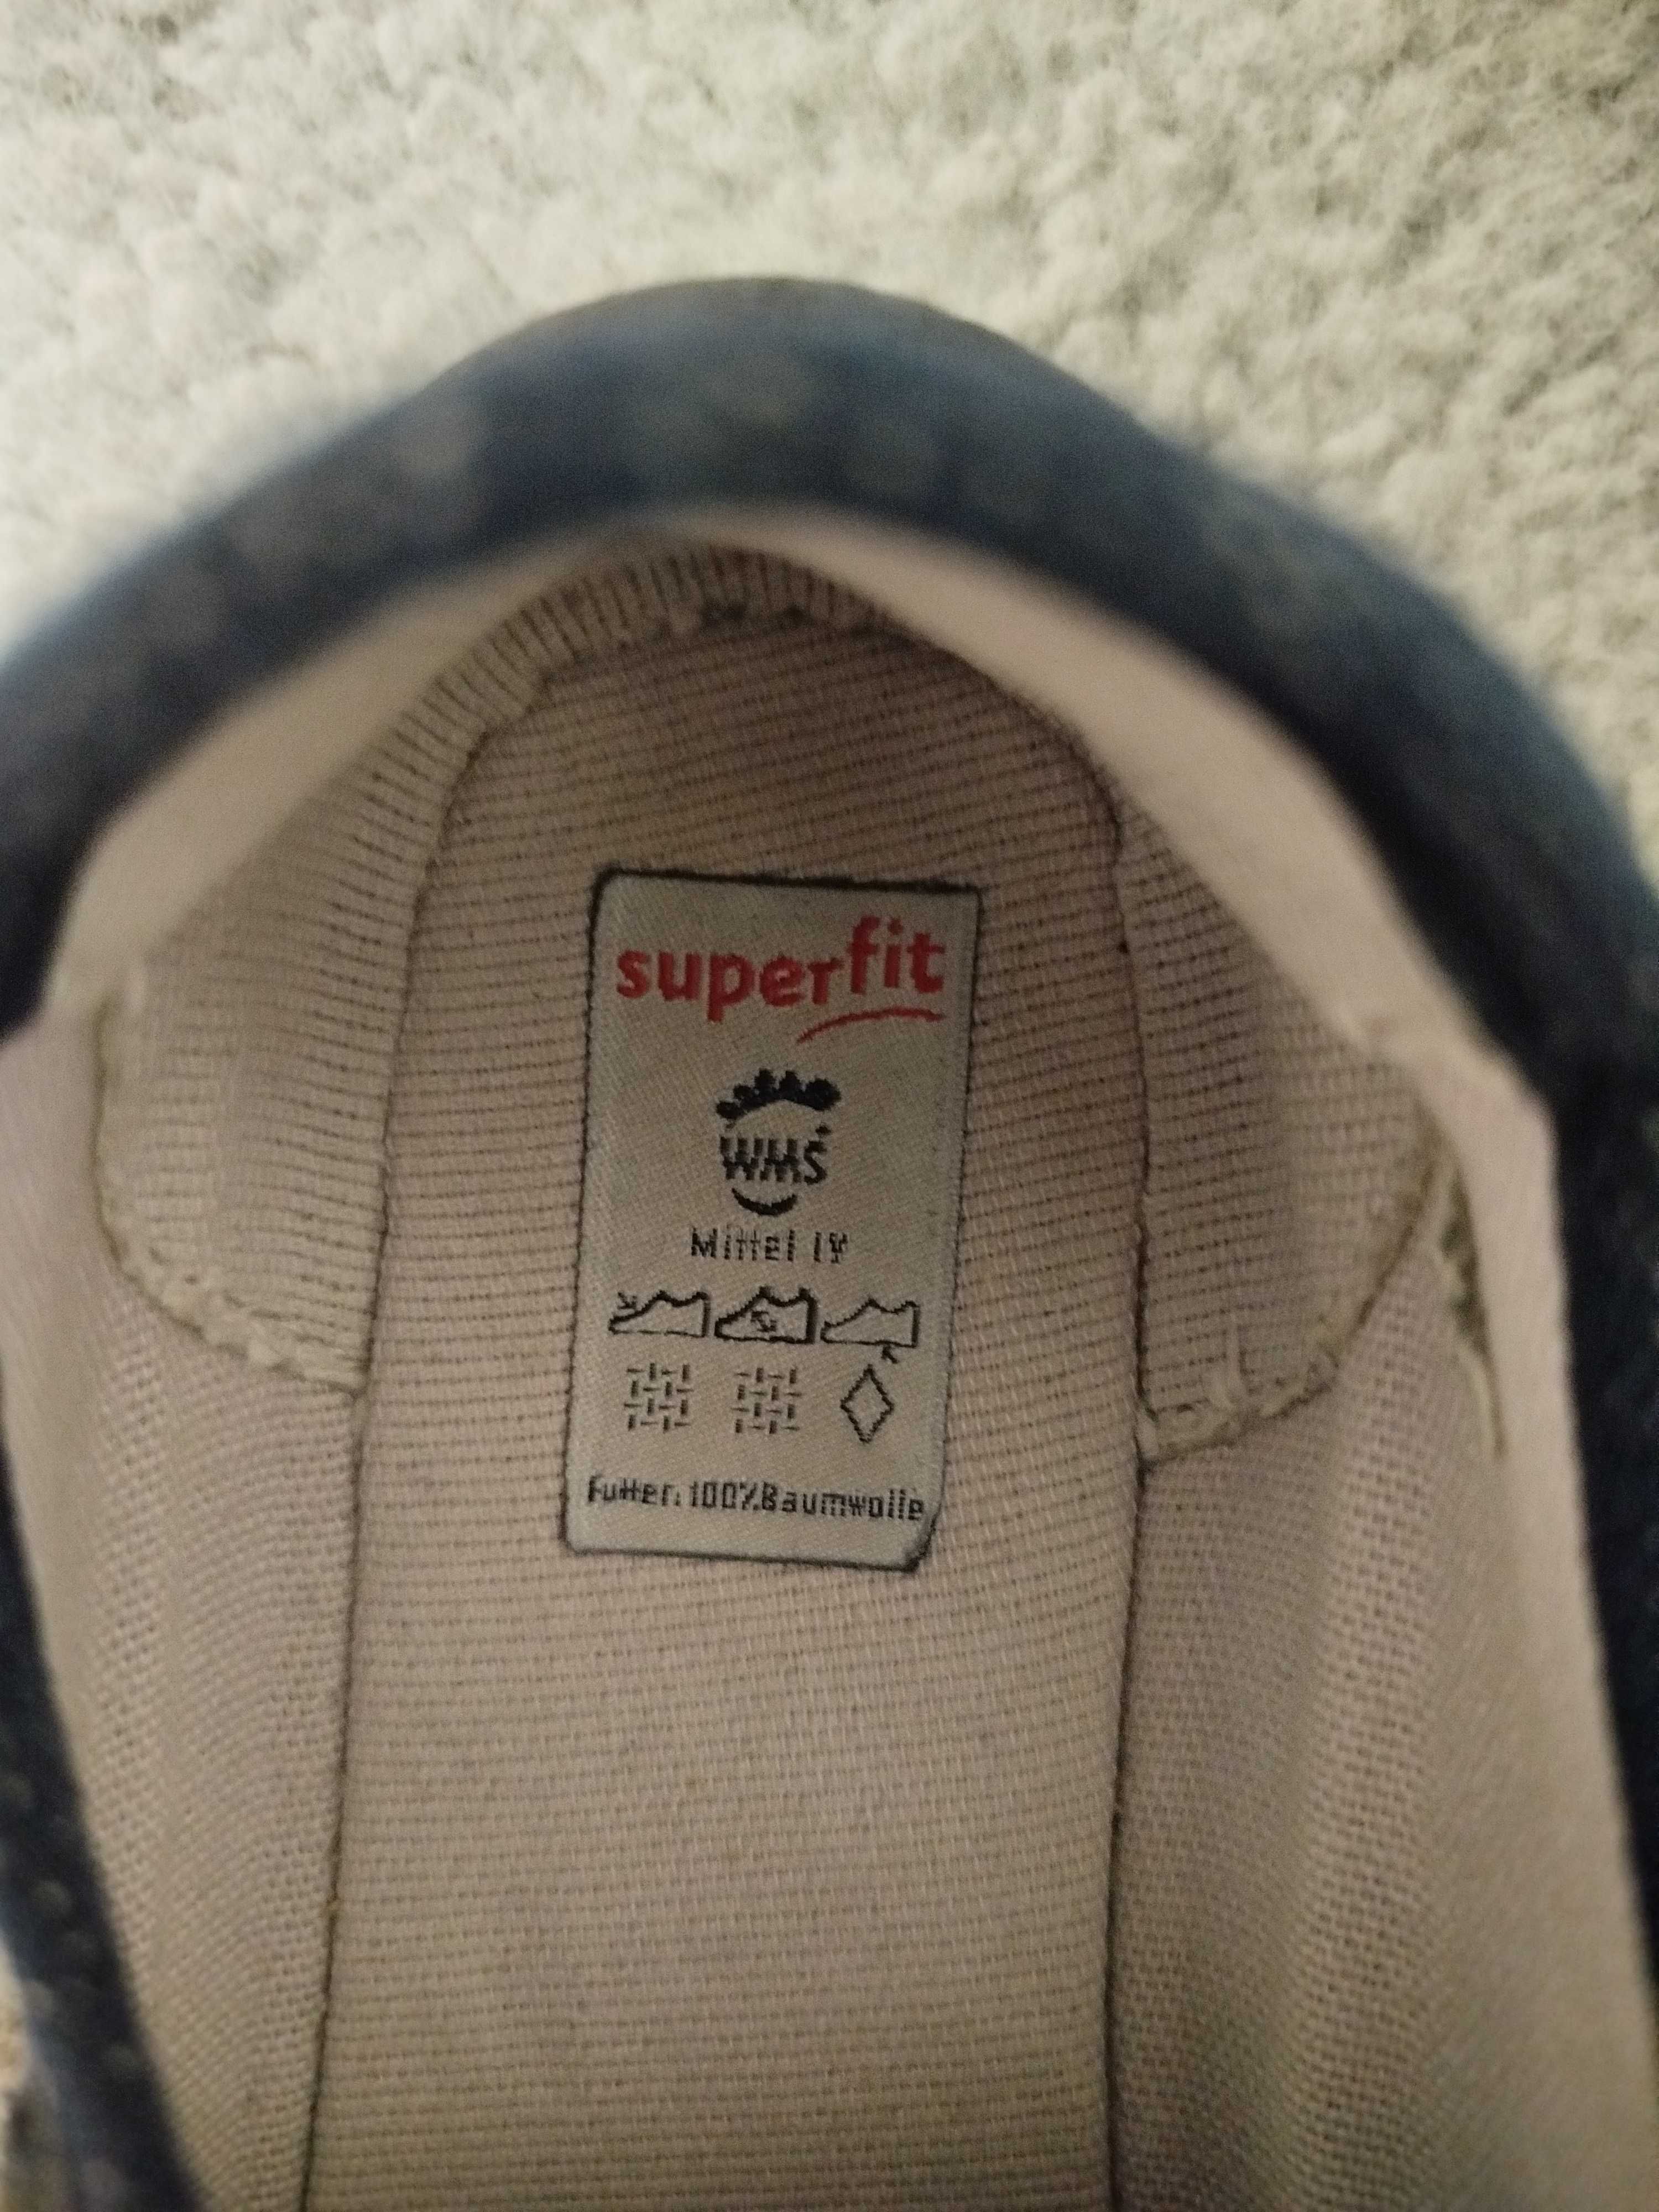 superfit
WMS
Mittel IV
Futter: 100% Baumwolle